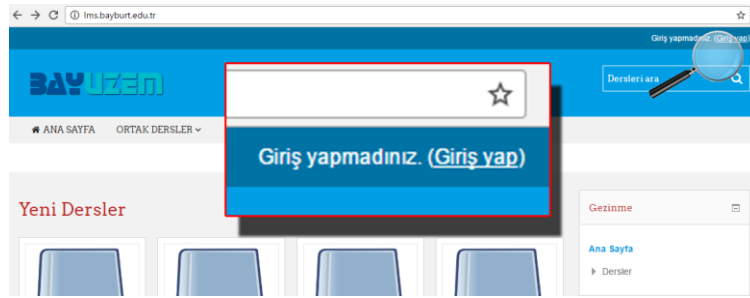 lms.bayburt.edu.tr
Giriş yapmadınız. (Giriş yap)
BAYUZEM
Dersleri ara
ANA SAYFA ORTAK DERSLER
Giriş yapmadınız. (Giriş yap)
Yeni Dersler
Gezinme
Ana Sayfa
Dersler